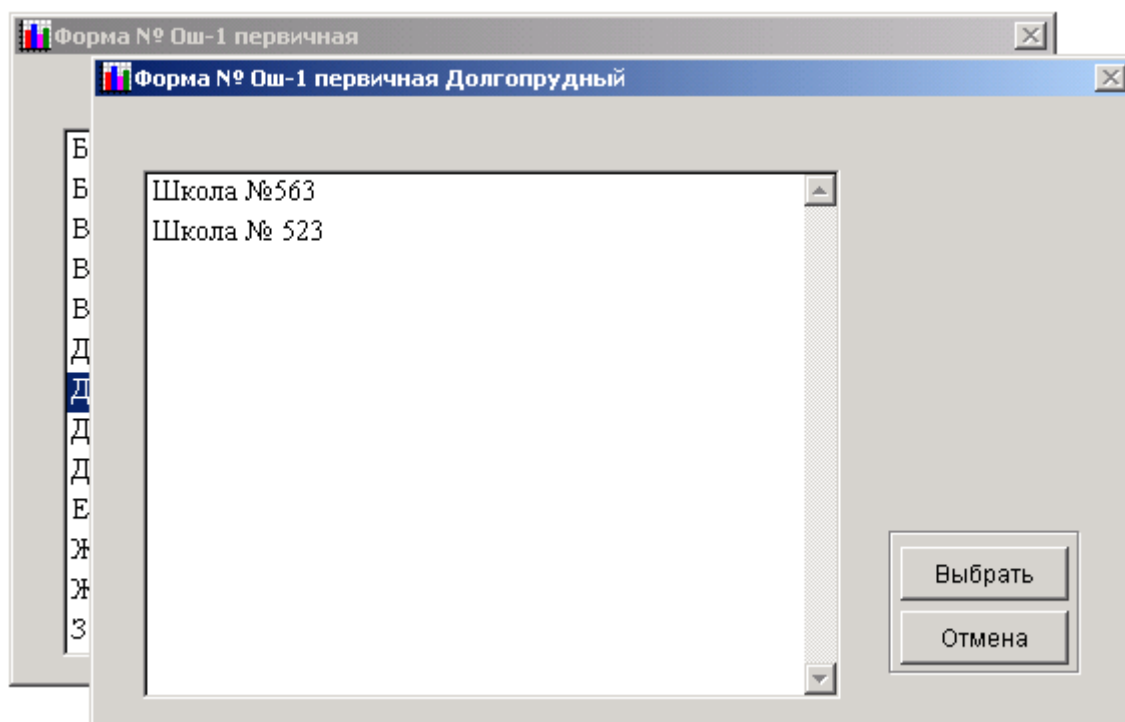 Форма № Ош-1 первичная
Форма № Ош-1 первичная Долгопрудный
Б
Б
В
В
В
Д
Д
Д
Д
Е
Ж
Ж
З
Школа №563
Школа № 523
Выбрать
Отмена